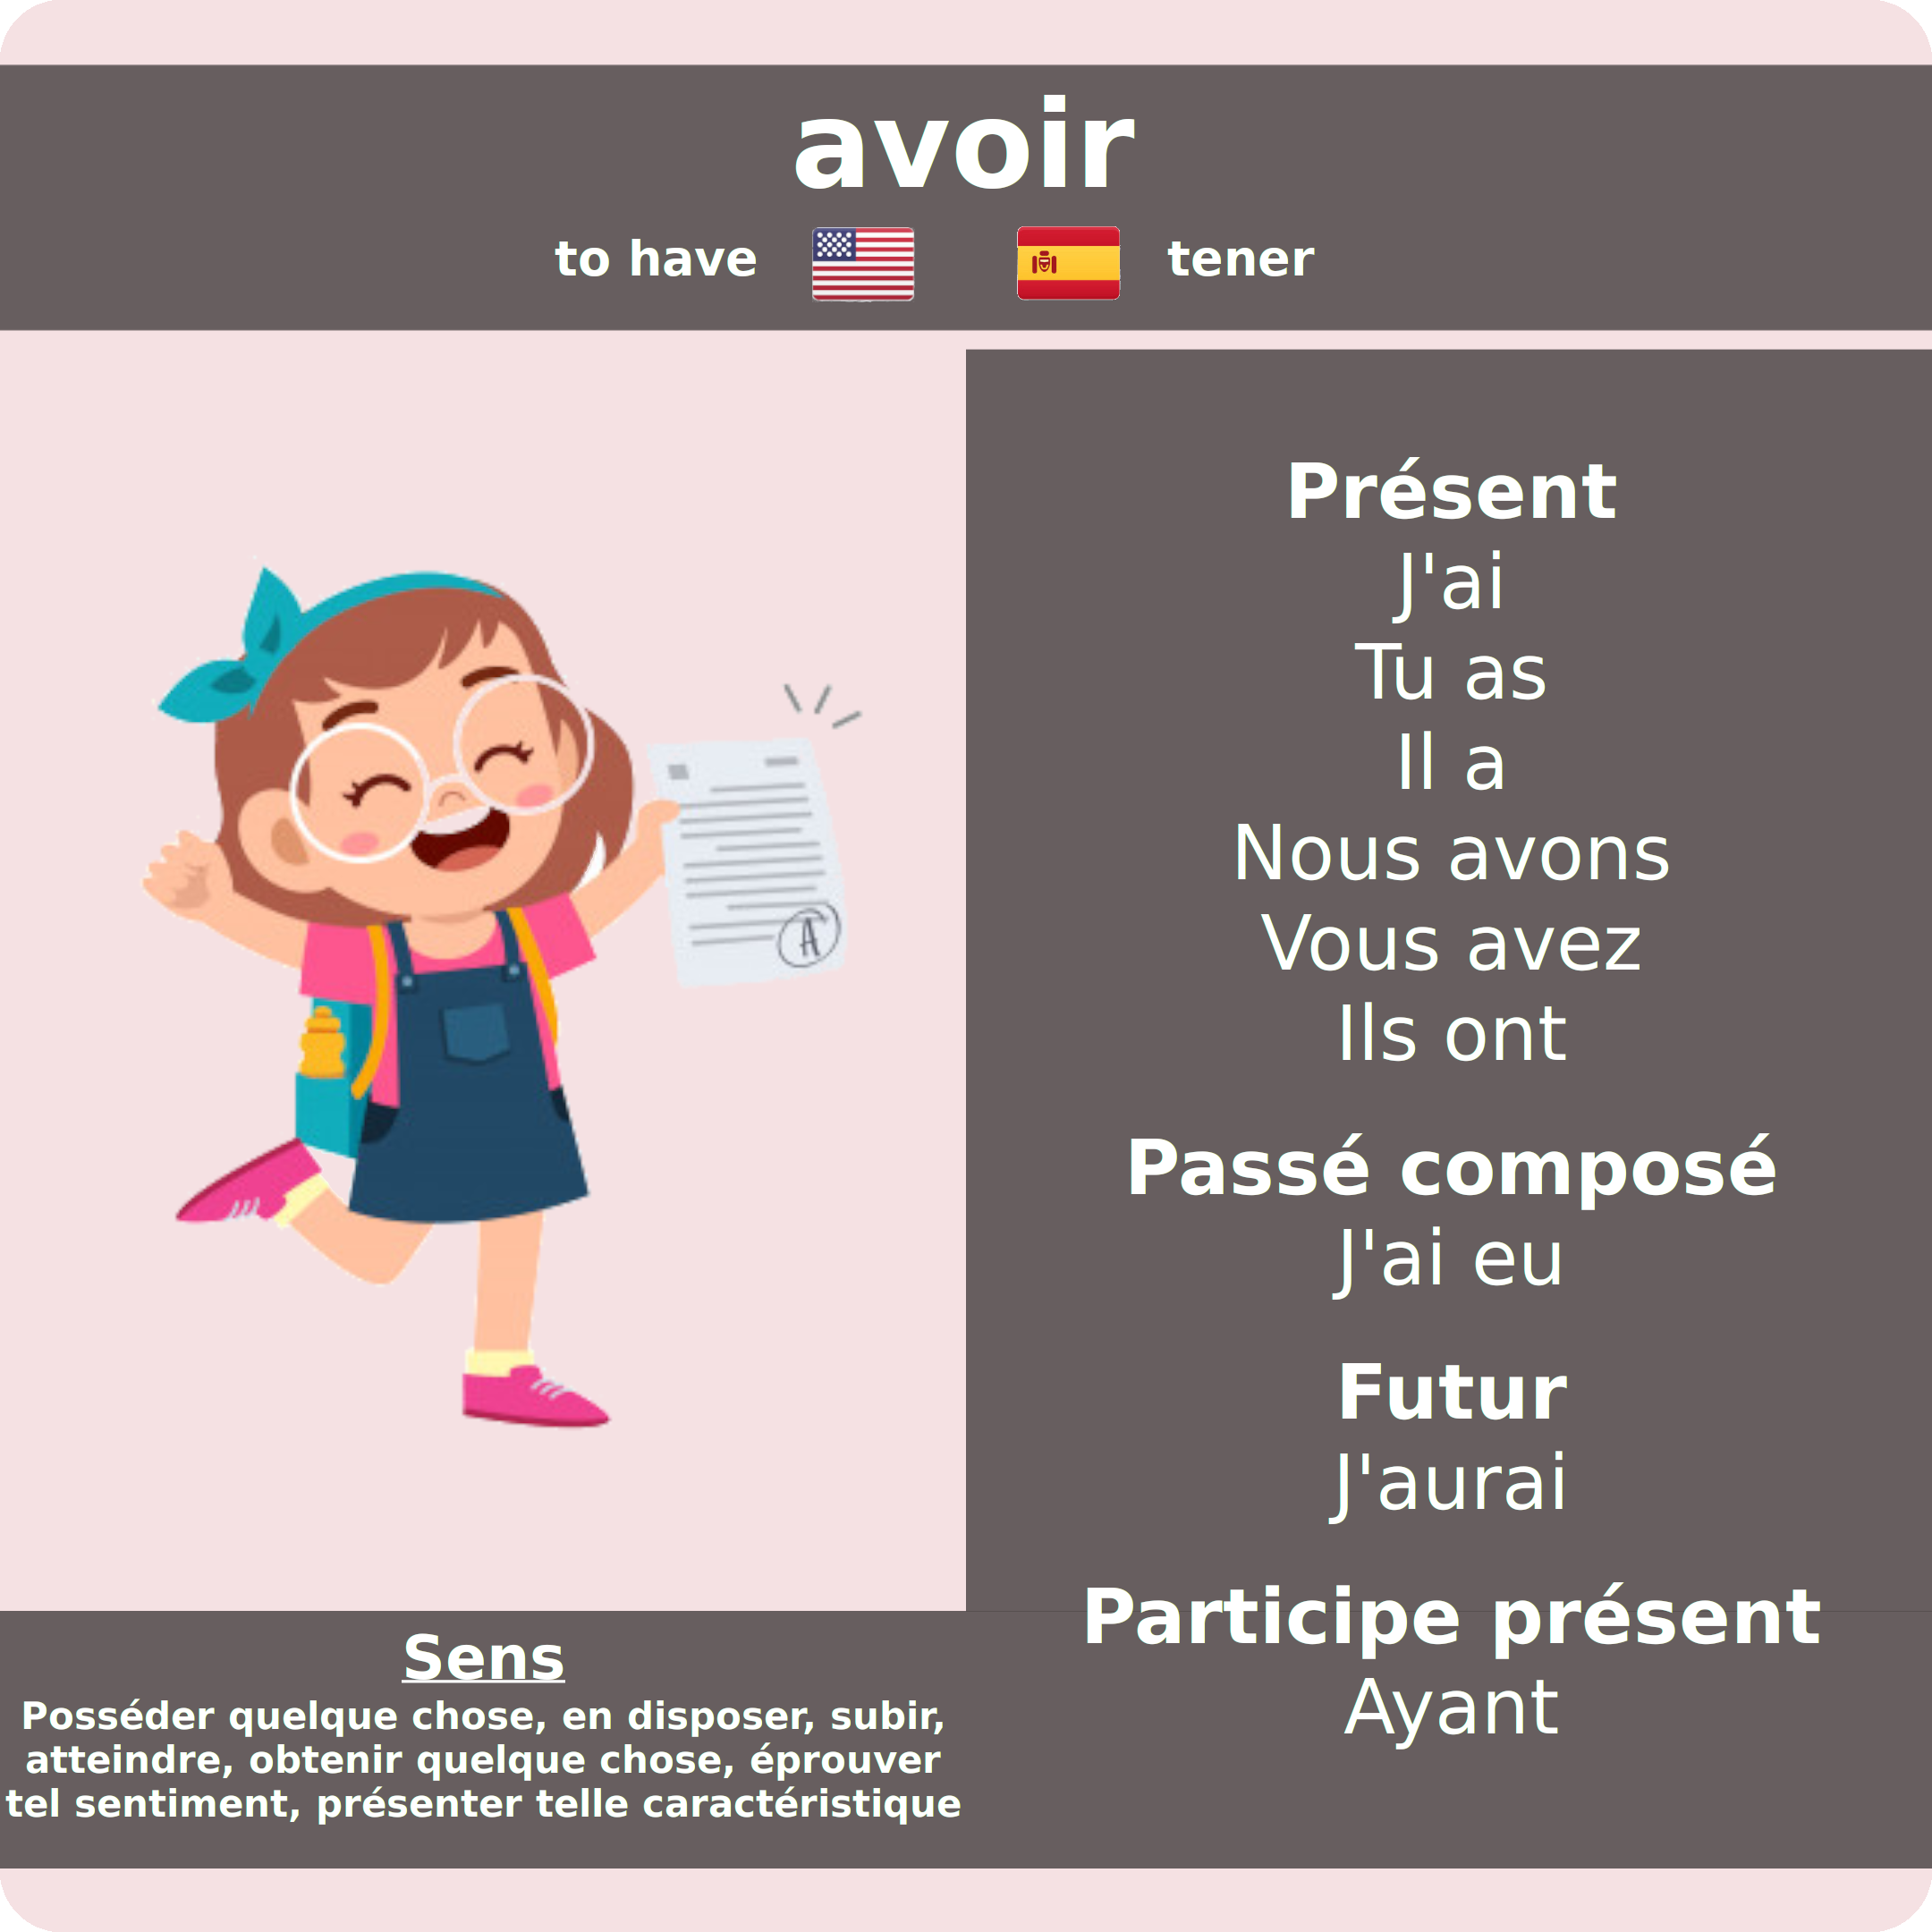 avoir
to have
tener
A
Présent
J'ai
Tu as
Il a
Nous avons
Vous avez
Ils ont
Passé composé
J'ai eu
Futur
J'aurai
Participe présent
Ayant
Sens
Posséder quelque chose, en disposer, subir,
atteindre, obtenir quelque chose, éprouver
tel sentiment, présenter telle caractéristique